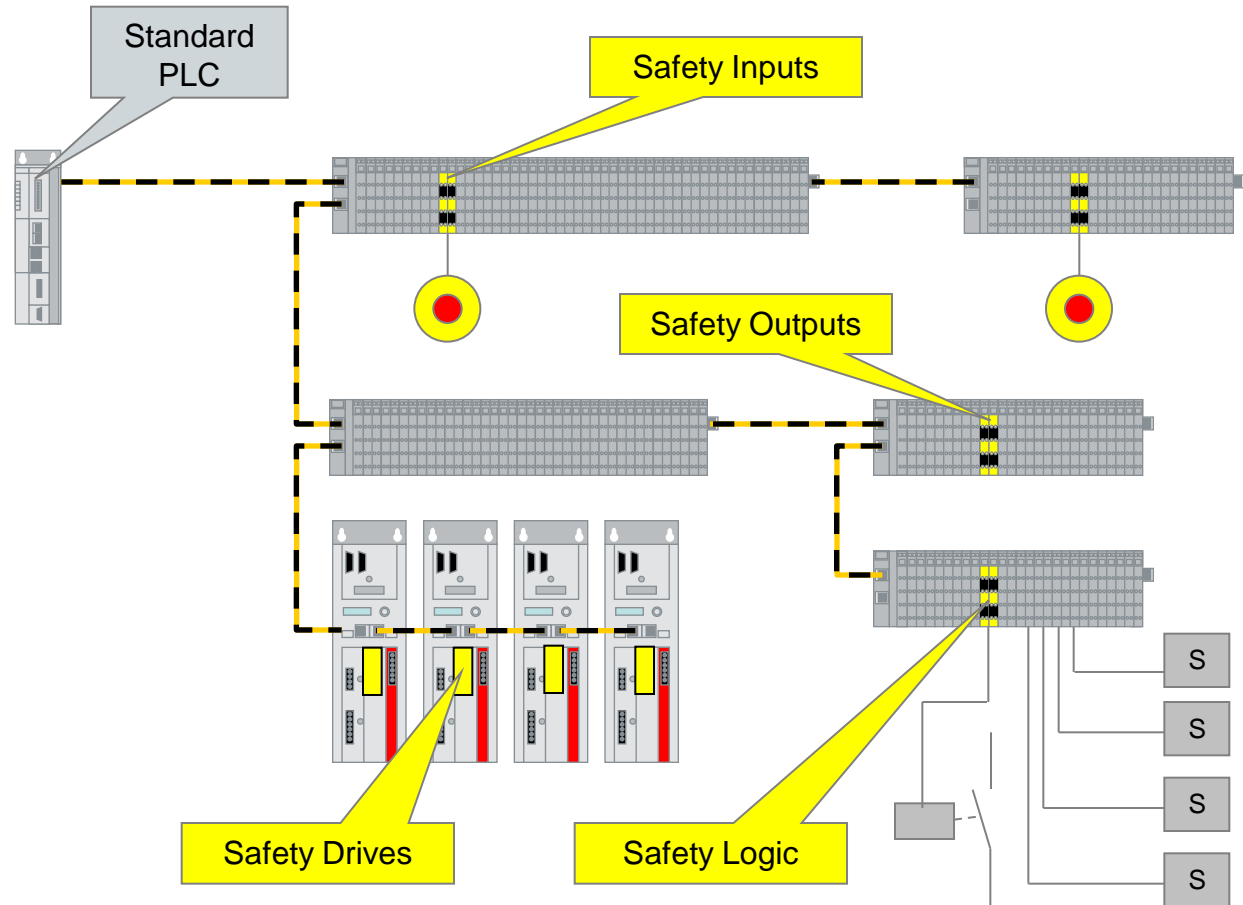 Standard
PLC
Safety Inputs
Safety Outputs
S
S
S
S
Safety Drives
Safety Logic